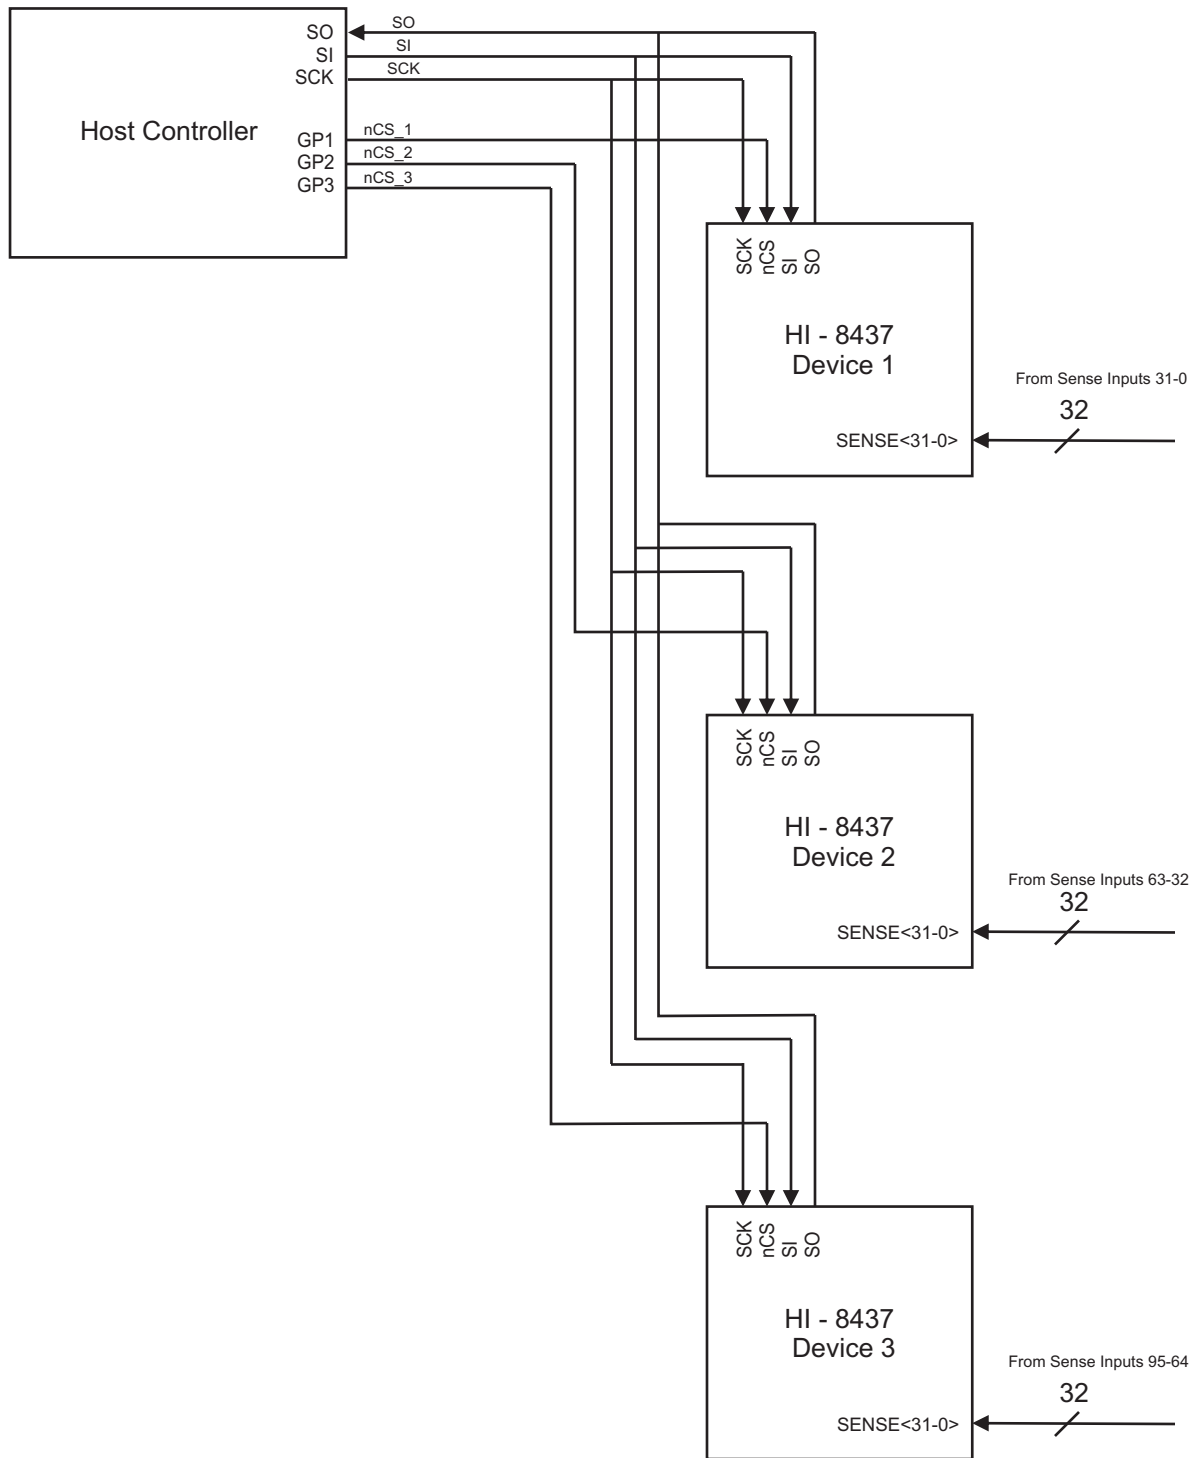 SO
SI
SCK
Host Controller
GP1
GP2
GP3
SO
SI
SCK
nCS_1
nCS_2
nCS_3
SCK
nCS
SI
SO
HI - 8437
Device 1
SENSE<31-0>
From Sense Inputs 31-0
32
SCK
nCS
SI
SO
HI - 8437
Device 2
SENSE<31-0>
From Sense Inputs 63-32
32
SCK
nCS
SI
SO
HI - 8437
Device 3
SENSE<31-0>
From Sense Inputs 95-64
32